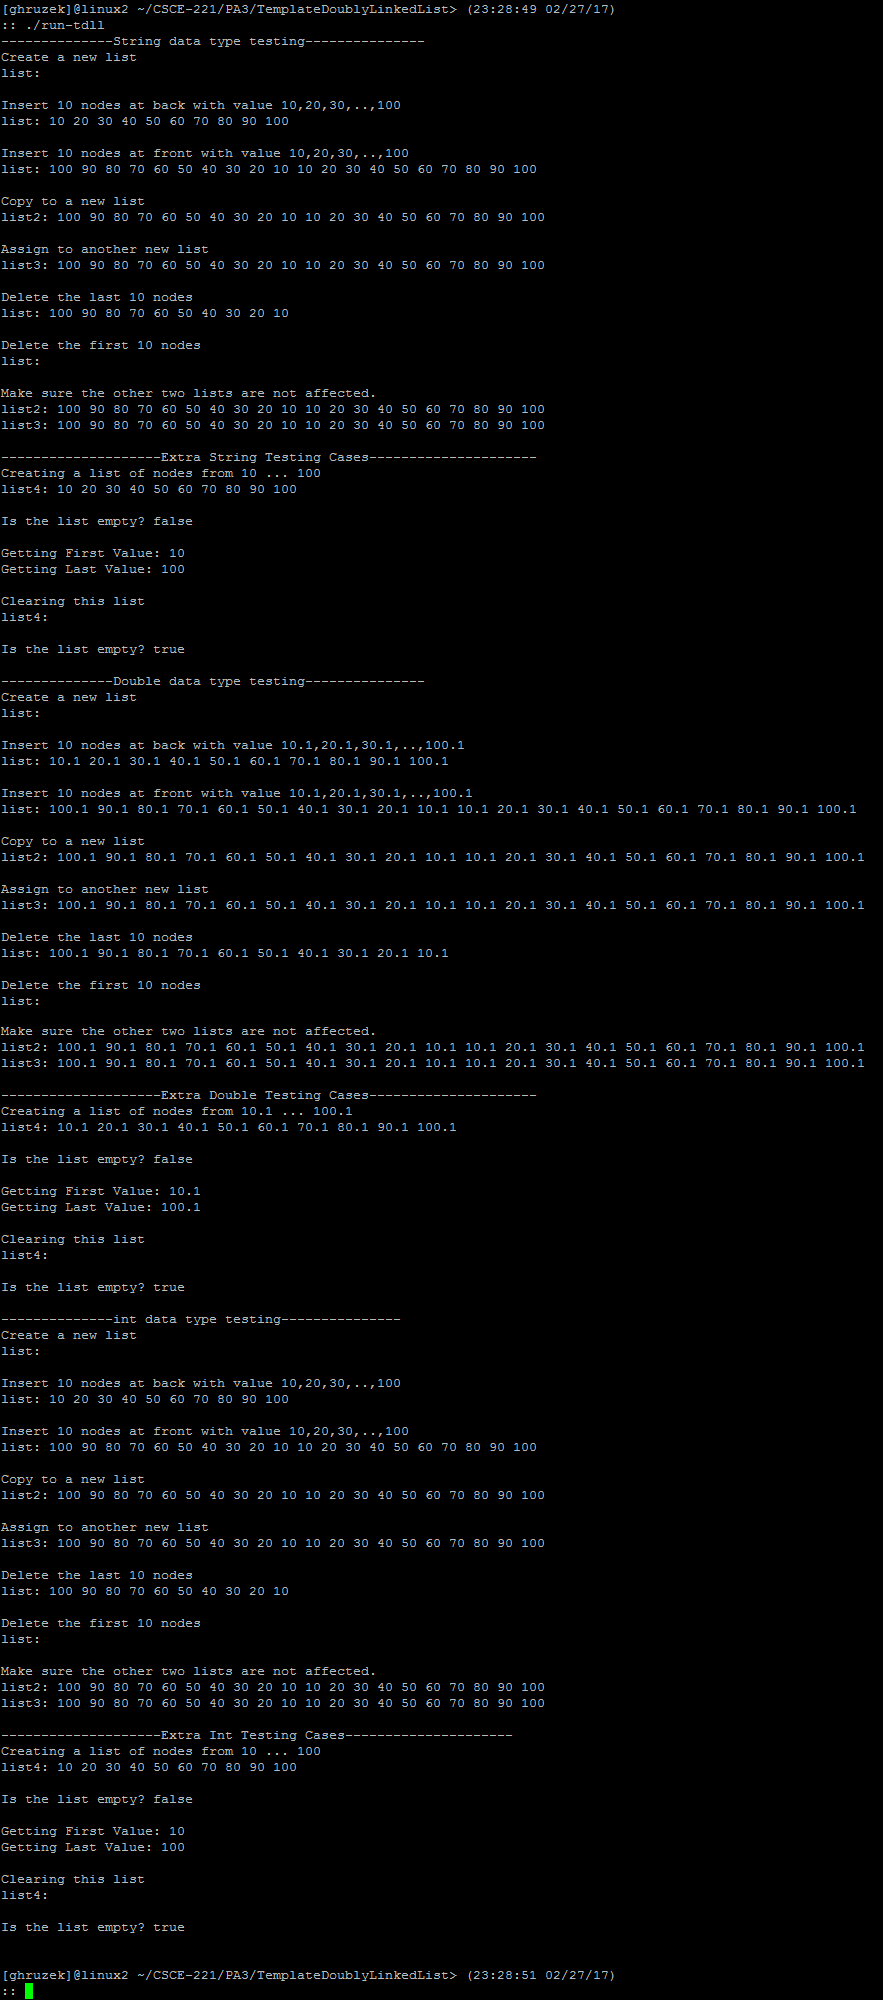 [ghruzek]@linux2 ~/CSCE-221/PA3/TemplateDoublyLinkedList> (23:28:49 02/27/17)
:: ./run-tdll
--------------String data type testing---------------
Create a new list
list:

Insert 10 nodes at back with value 10,20,30,..,100
list: 10 20 30 40 50 60 70 80 90 100

Insert 10 nodes at front with value 10,20,30,..,100
list: 100 90 80 70 60 50 40 30 20 10 10 20 30 40 50 60 70 80 90 100

Copy to a new list
list2: 100 90 80 70 60 50 40 30 20 10 10 20 30 40 50 60 70 80 90 100

Assign to another new list
list3: 100 90 80 70 60 50 40 30 20 10 10 20 30 40 50 60 70 80 90 100

Delete the last 10 nodes
list: 100 90 80 70 60 50 40 30 20 10

Delete the first 10 nodes
list:

Make sure the other two lists are not affected.
list2: 100 90 80 70 60 50 40 30 20 10 10 20 30 40 50 60 70 80 90 100
list3: 100 90 80 70 60 50 40 30 20 10 10 20 30 40 50 60 70 80 90 100

--------------------Extra String Testing Cases---------------------
Creating a list of nodes from 10 ... 100
list4: 10 20 30 40 50 60 70 80 90 100

Is the list empty? false

Getting First Value: 10
Getting Last Value: 100

Clearing this list
list4:

Is the list empty? true

--------------Double data type testing---------------
Create a new list
list:

Insert 10 nodes at back with value 10.1,20.1,30.1,..,100.1
list: 10.1 20.1 30.1 40.1 50.1 60.1 70.1 80.1 90.1 100.1

Insert 10 nodes at front with value 10.1,20.1,30.1,..,100.1
list: 100.1 90.1 80.1 70.1 60.1 50.1 40.1 30.1 20.1 10.1 10.1 20.1 30.1 40.1 50.1 60.1 70.1 80.1 90.1 100.1

Copy to a new list
list2: 100.1 90.1 80.1 70.1 60.1 50.1 40.1 30.1 20.1 10.1 10.1 20.1 30.1 40.1 50.1 60.1 70.1 80.1 90.1 100.1

Assign to another new list
list3: 100.1 90.1 80.1 70.1 60.1 50.1 40.1 30.1 20.1 10.1 10.1 20.1 30.1 40.1 50.1 60.1 70.1 80.1 90.1 100.1

Delete the last 10 nodes
list: 100.1 90.1 80.1 70.1 60.1 50.1 40.1 30.1 20.1 10.1

Delete the first 10 nodes
list:

Make sure the other two lists are not affected.
list2: 100.1 90.1 80.1 70.1 60.1 50.1 40.1 30.1 20.1 10.1 10.1 20.1 30.1 40.1 50.1 60.1 70.1 80.1 90.1 100.1
list3: 100.1 90.1 80.1 70.1 60.1 50.1 40.1 30.1 20.1 10.1 10.1 20.1 30.1 40.1 50.1 60.1 70.1 80.1 90.1 100.1

--------------------Extra Double Testing Cases---------------------
Creating a list of nodes from 10.1 ... 100.1
list4: 10.1 20.1 30.1 40.1 50.1 60.1 70.1 80.1 90.1 100.1

Is the list empty? false

Getting First Value: 10.1
Getting Last Value: 100.1

Clearing this list
list4:

Is the list empty? true

--------------int data type testing---------------
Create a new list
list:

Insert 10 nodes at back with value 10,20,30,..,100
list: 10 20 30 40 50 60 70 80 90 100

Insert 10 nodes at front with value 10,20,30,..,100
list: 100 90 80 70 60 50 40 30 20 10 10 20 30 40 50 60 70 80 90 100

Copy to a new list
list2: 100 90 80 70 60 50 40 30 20 10 10 20 30 40 50 60 70 80 90 100

Assign to another new list
list3: 100 90 80 70 60 50 40 30 20 10 10 20 30 40 50 60 70 80 90 100

Delete the last 10 nodes
list: 100 90 80 70 60 50 40 30 20 10

Delete the first 10 nodes
list:

Make sure the other two lists are not affected.
list2: 100 90 80 70 60 50 40 30 20 10 10 20 30 40 50 60 70 80 90 100
list3: 100 90 80 70 60 50 40 30 20 10 10 20 30 40 50 60 70 80 90 100

--------------------Extra Int Testing Cases---------------------
Creating a list of nodes from 10 ... 100
list4: 10 20 30 40 50 60 70 80 90 100

Is the list empty? false

Getting First Value: 10
Getting Last Value: 100

Clearing this list
list4:

Is the list empty? true

[ghruzek]@linux2 ~/CSCE-221/PA3/TemplateDoublyLinkedList> (23:28:51 02/27/17)
::